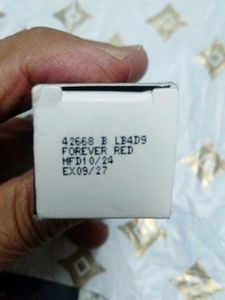 42668 B LB4D9
FOREVER RED
MFD10/24
EX09/27